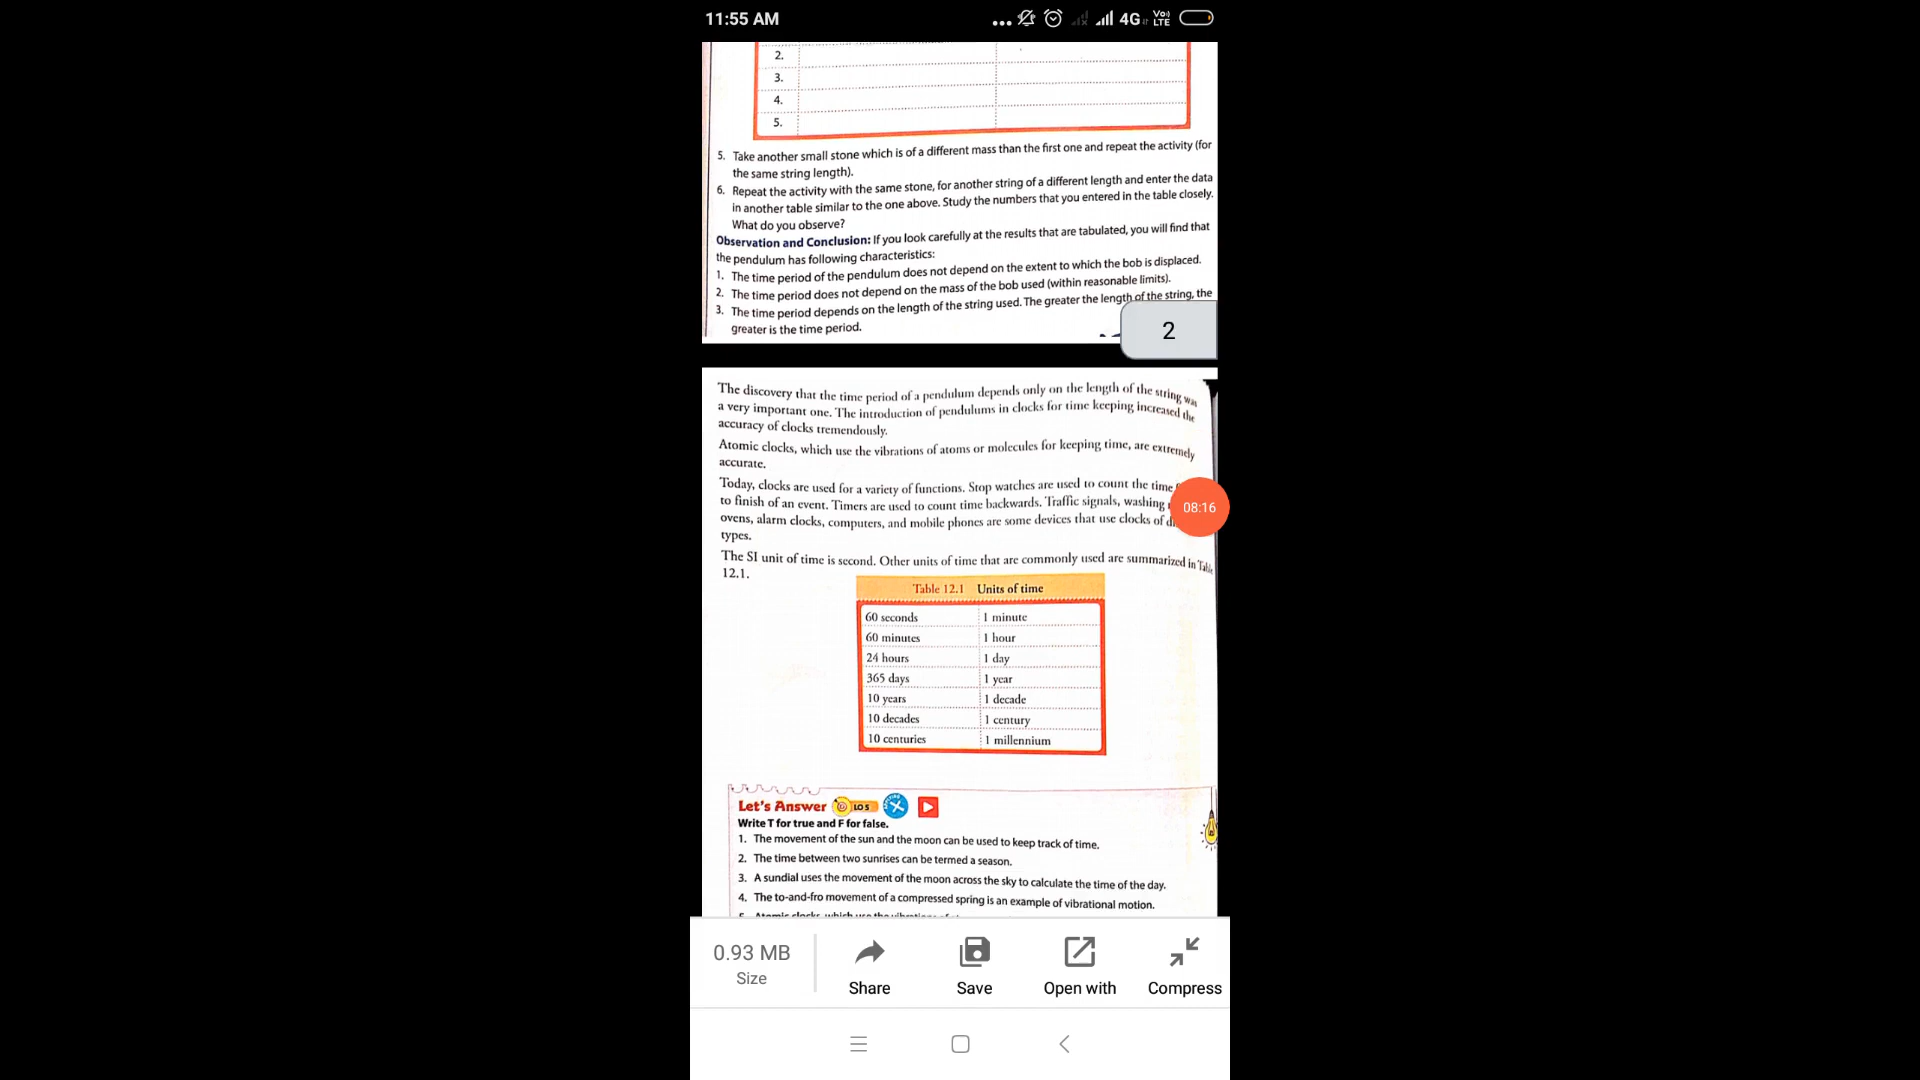 11:55 AM
4G
Vo)
LTE
2.
3.
4.
5.
5. Take another small stone which is of a different mass than the first one and repeat the activity (for
the same string length).
6. Repeat the activity with the same stone, for another string of a different length and enter the data
in another table similar to the one above. Study the numbers that you entered in the table closely.
What do you observe?
Observation and Conclusion: If you look carefully at the results that are tabulated, you will find that
the pendulum has following characteristics:
1. The time period of the pendulum does not depend on the extent to which the bob is displaced.
2. The time period does not depend on the mass of the bob used (within reasonable limits).
3. The time period depends on the length of the string used. The greater the length of the string, the
greater is the time period.
2
The discovery that the time period of a pendulum depends only on the length of the string was
a very important one. The introduction of pendulums in clocks for time keeping increased the
accuracy of clocks tremendously.
Atomic clocks, which use the vibrations of atoms or molecules for keeping time, are extremely
accurate.
Today, clocks are used for a variety of functions. Stop watches are used to count the time
to finish of an event. Timers are used to count time backwards. Traffic signals, washing
08:16
ovens, alarm clocks, computers, and mobile phones are some devices that use clocks of
types.
The SI unit of time is second. Other units of time that are commonly used are summarized in Table
12.1.
Table 12.1 Units of time
60 seconds 1 minute
60 minutes 1 hour
24 hours 1 day
365 days 1 year
10 years 1 decade
10 decades 1 century
10 centuries 1 millennium
Let's Answer LO 5
Write T for true and F for false.
1. The movement of the sun and the moon can be used to keep track of time.
2. The time between two sunrises can be termed a season.
3. A sundial uses the movement of the moon across the sky to calculate the time of the day.
4. The to-and-fro movement of a compressed spring is an example of vibrational motion.
Atomic clocks, which use the
0.93 MB
Size
Share
Save
Open with
Compress